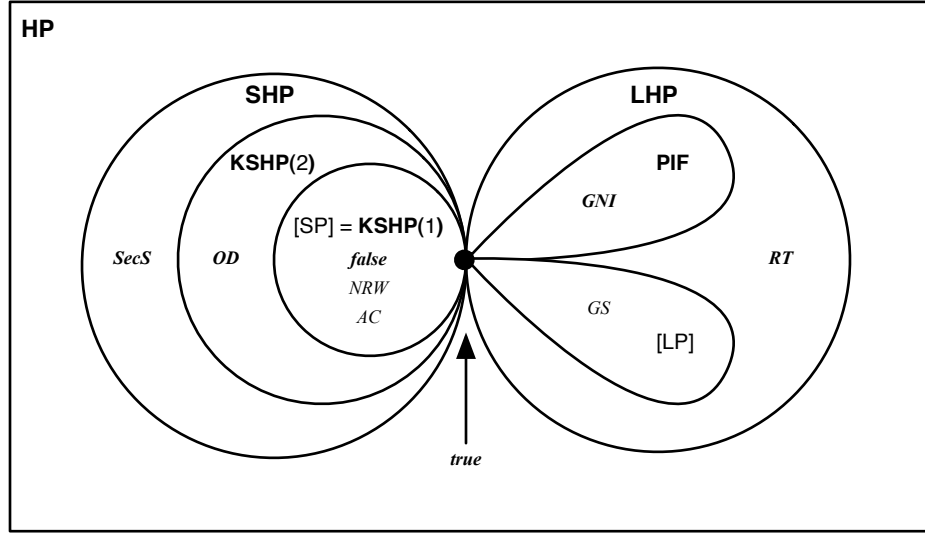 HP
SHP
LHP
KSHP(2)
PIF
GNI
[SP] = KSHP(1)
SecS
OD
false
RT
NRW
GS
AC
[LP]
true